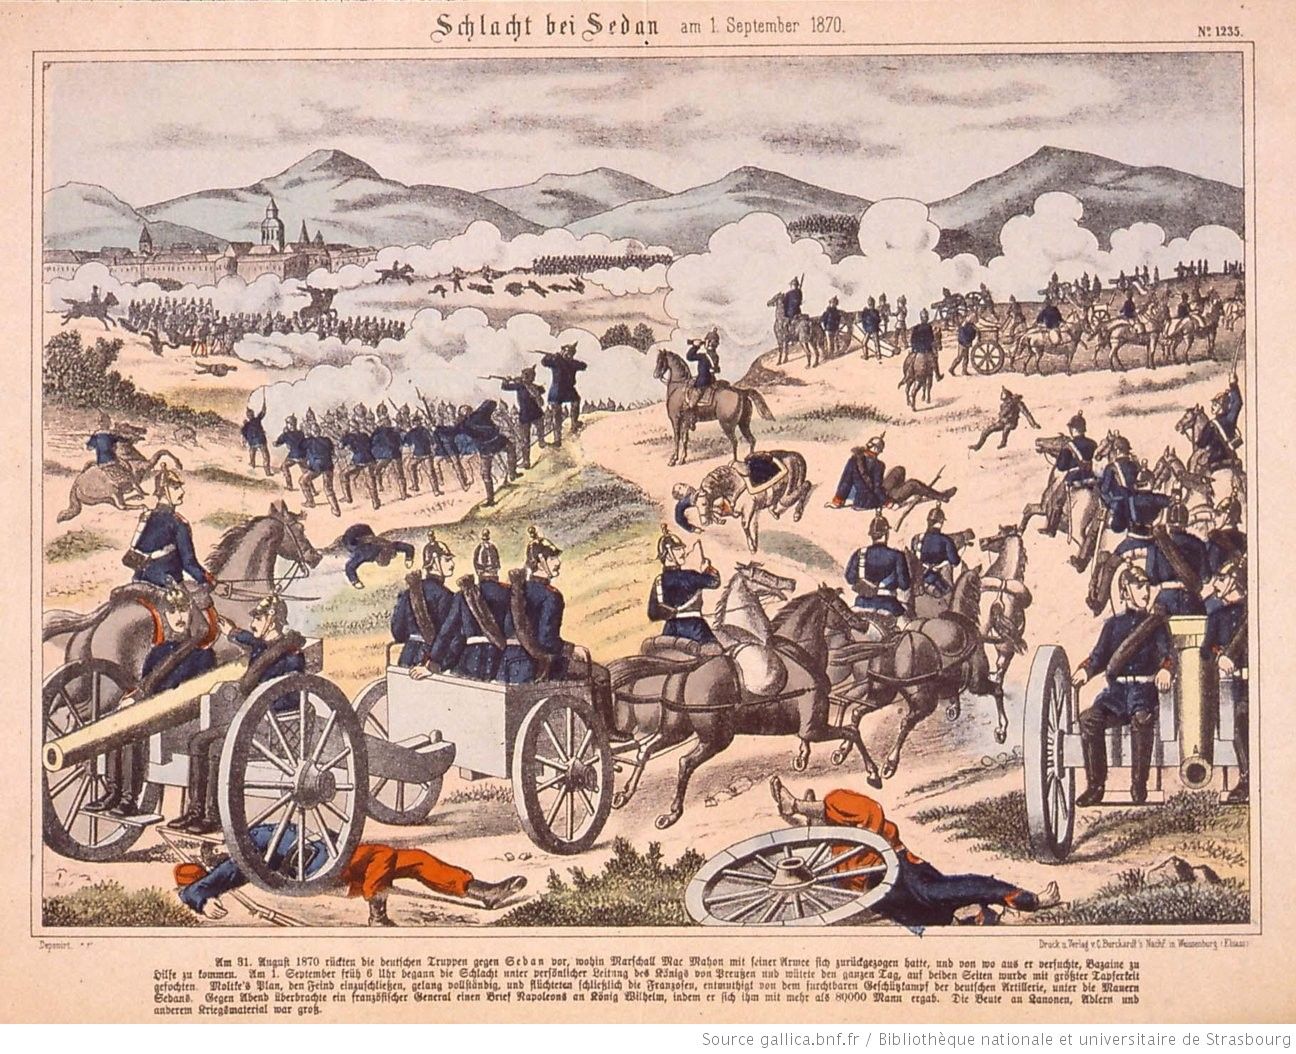 Schlacht bei Sedan am 1. September 1870.
No. 1235.
Deponirt.
Druck u. Verlag v. C. Burckardt's Nachf. in Weissenburg (Elsass)
Am 31. August 1870 rückten die deutschen Truppen gegen Sedan vor, wohin Marschall Mac Mahon mit seiner Armee sich zurückgezogen hatte, und von wo aus er versuchte, Bazaine zu
Hilfe zu kommen. Am 1. September früh 6 Uhr begann die Schlacht unter persönlicher Leitung des Königs von Preußen und wütete den ganzen Tag, auf beiden Seiten wurde mit größter Tapferkeit
gefochten. Moltke's Plan, den Feind einzuschließen, gelang vollständig, und flüchteten schließlich die Franzosen, entmuthigt von dem furchtbaren Geschützkampf der deutschen Artillerie, unter die Mauern
Sedans. Gegen Abend überbrachte ein französischer General einen Brief Napoleons an König Wilhelm, indem er sich ihm mit mehr als 80000 Mann ergab. Die Beute an Kanonen, Adlern und
anderem Kriegsmaterial war groß.
Source gallica.bnf.fr / Bibliothèque nationale et universitaire de Strasbourg